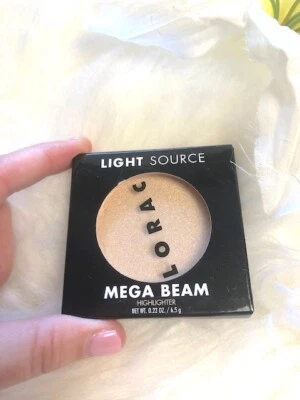 LIGHT SOURCE
LORAC
MEGA BEAM
HIGHLIGHTER
NET WT. 0.22 OZ. / 6.5 g